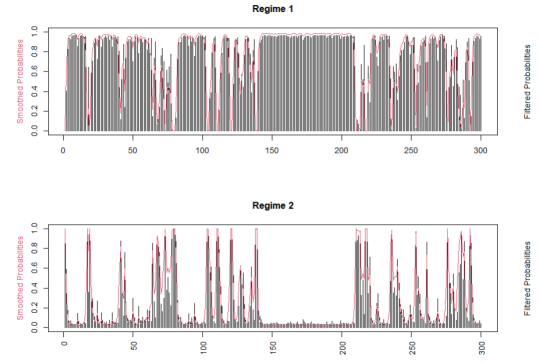 Regime 1
Smoothed Probabilities
0.0 0.2 0.4 0.6 0.8 1.0
Filtered Probabilities
0 50 100 150 200 250 300
Regime 2
Smoothed Probabilities
0.0 0.2 0.4 0.6 0.8 1.0
Filtered Probabilities
0 50 100 150 200 250 300